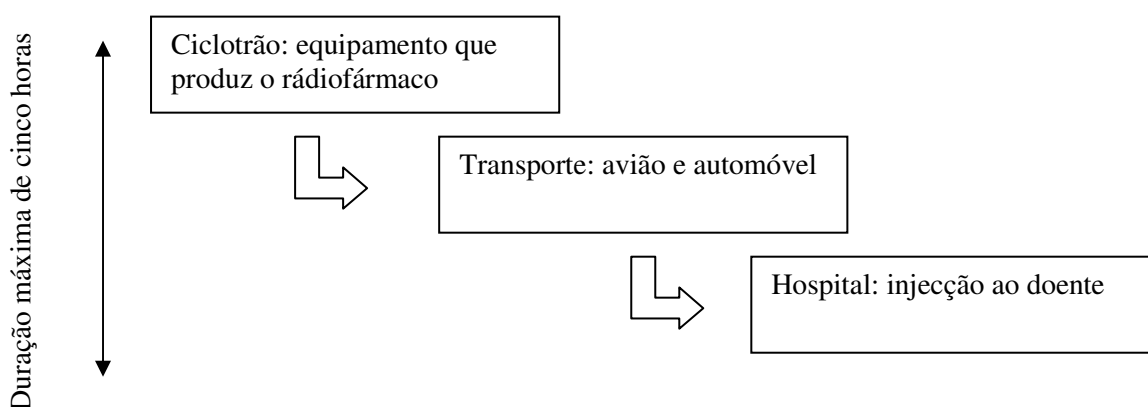 Duração máxima de cinco horas
Ciclotrão: equipamento que
produz o rádiofármaco
Transporte: avião e automóvel
Hospital: injecção ao doente